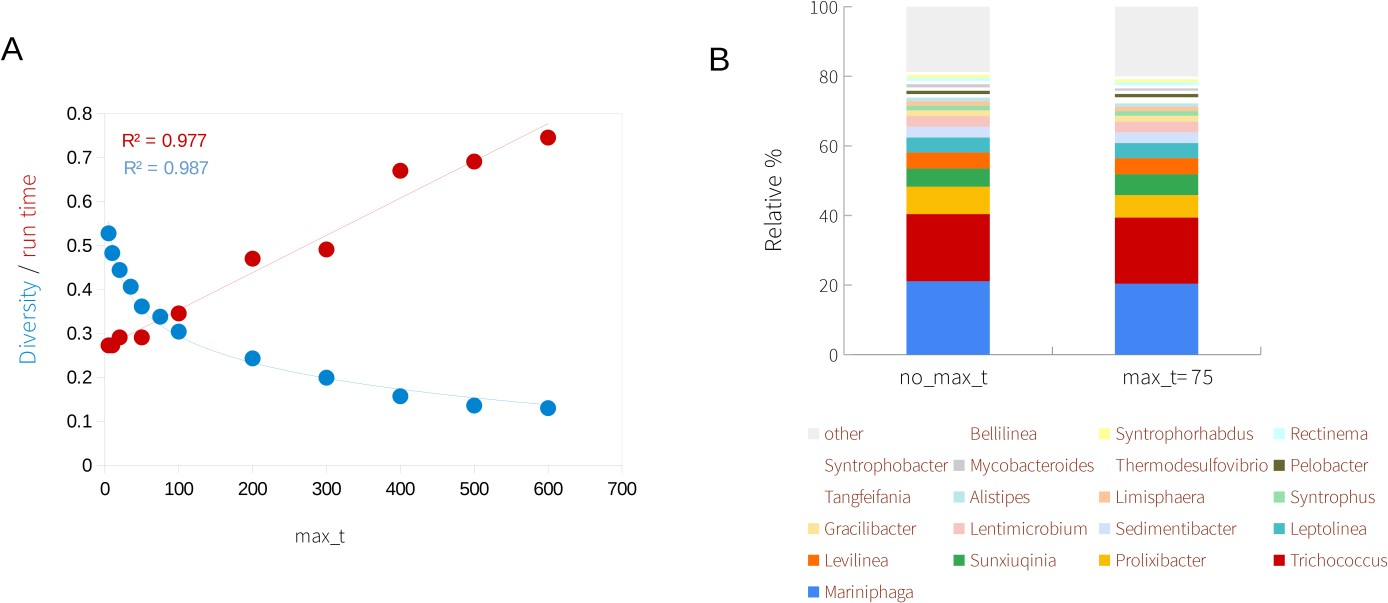 A
Diversity / run time
0.8
0.7
0.6
0.5
0.4
0.3
0.2
0.1
0
R² = 0.977
R² = 0.987
0 100 200 300 400 500 600 700
max_t
B
Relative %
100
80
60
40
20
0
no_max_t max_t= 75
other Bellilinea Syntrophorhabdus Rectinema
Syntrophobacter Mycobacteroides Thermodesulfovibrio Pelobacter
Tangfeifania Alistipes Limisphaera Syntrophus
Gracilibacter Lentimicrobium Sedimentibacter Leptolinea
Levilinea Sunxiuqinia Prolixibacter Trichococcus
Mariniphaga